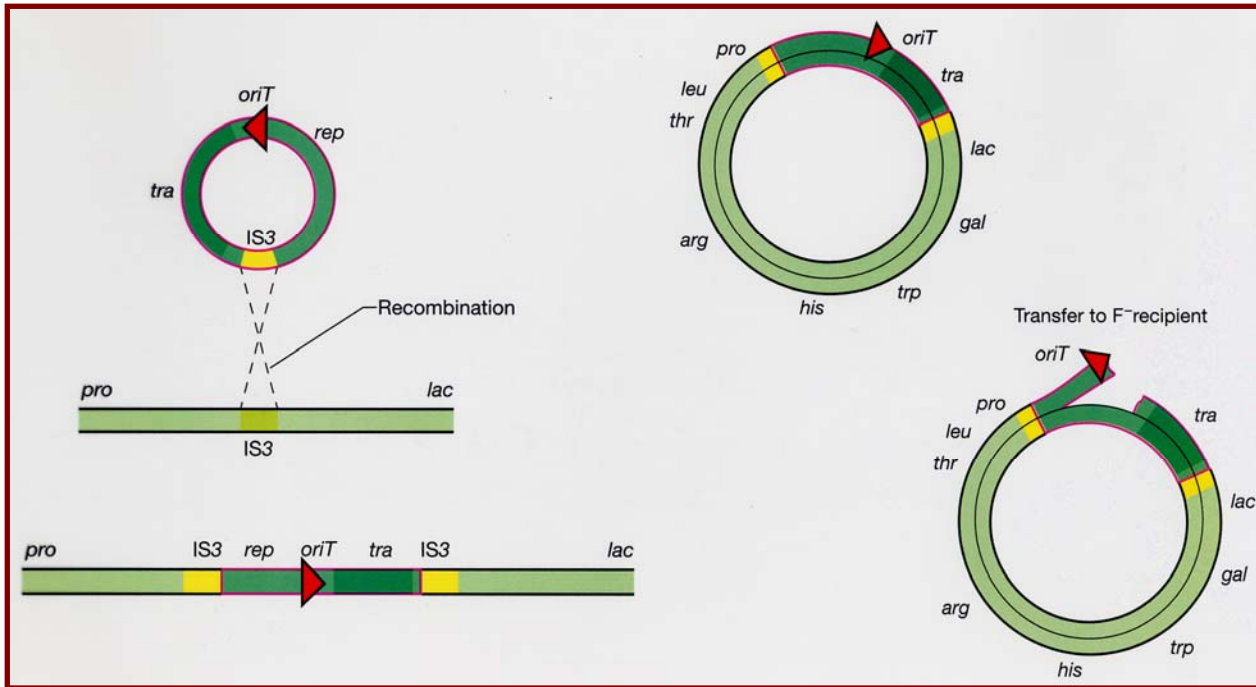 oriT
rep
tra
IS3
Recombination
pro
lac
IS3
pro
IS3
rep
oriT
tra
IS3
lac
oriT
pro
tra
leu
thr
lac
arg
gal
his
trp
Transfer to F⁻recipient
oriT
pro
tra
leu
thr
lac
gal
arg
trp
his